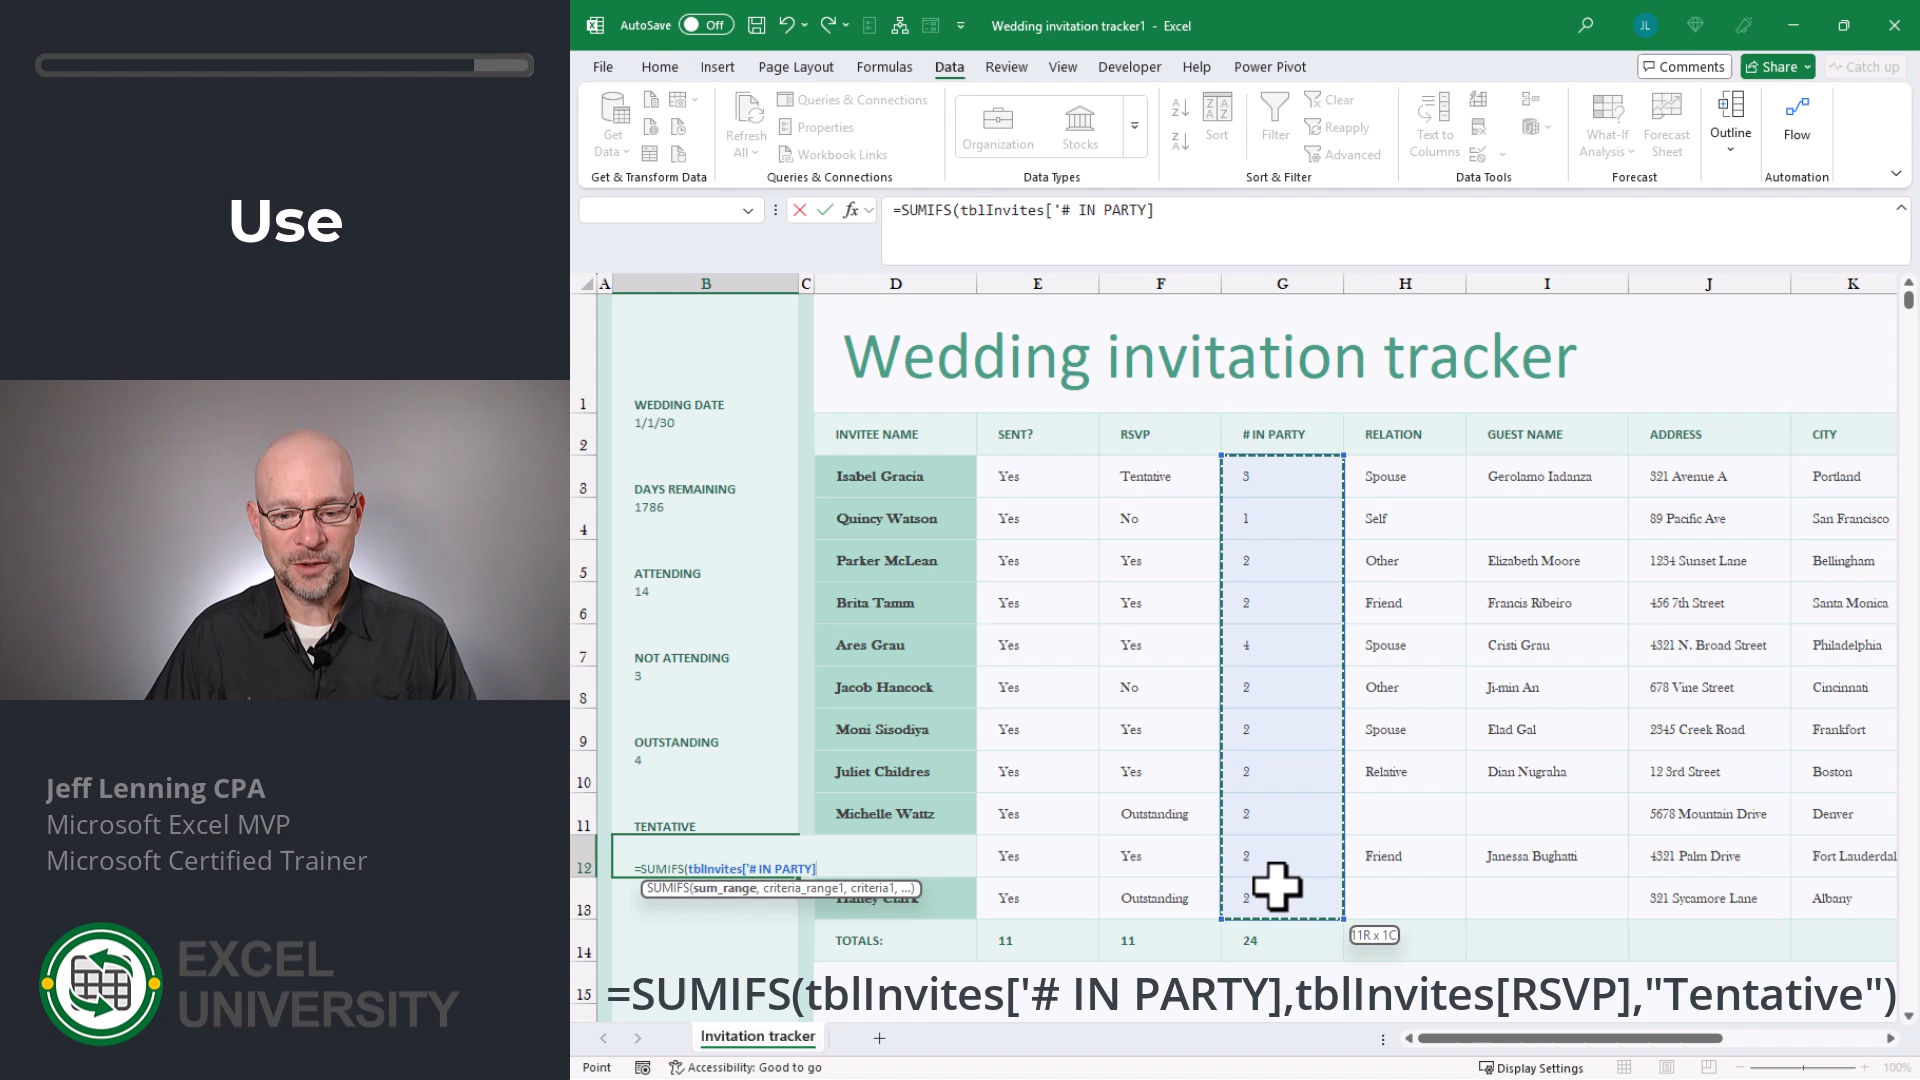 Use
Jeff Lenning CPA
Microsoft Excel MVP
Microsoft Certified Trainer
EXCEL
UNIVERSITY
AutoSave Off Wedding invitation tracker1 - Excel JL
File Home Insert Page Layout Formulas Data Review View Developer Help Power Pivot Comments Share Catch up
Get Data
Refresh All
Queries & Connections
Properties
Workbook Links
Organization Stocks
Sort
Filter
Clear
Reapply
Advanced
Text to Columns
What-If Analysis
Forecast Sheet
Outline
Flow
Get & Transform Data Queries & Connections Data Types Sort & Filter Data Tools Forecast Automation
fx =SUMIFS(tblInvites['# IN PARTY]
A B C D E F G H I J K
Wedding invitation tracker
1 WEDDING DATE
1/1/30
2 INVITEE NAME SENT? RSVP # IN PARTY RELATION GUEST NAME ADDRESS CITY
3 DAYS REMAINING Isabel Gracia Yes Tentative 3 Spouse Gerolamo Iadanza 321 Avenue A Portland
1786
4 Quincy Watson Yes No 1 Self 89 Pacific Ave San Francisco
5 ATTENDING Parker McLean Yes Yes 2 Other Elizabeth Moore 1234 Sunset Lane Bellingham
14
6 Brita Tamm Yes Yes 2 Friend Francis Ribeiro 456 7th Street Santa Monica
7 NOT ATTENDING Ares Grau Yes Yes 4 Spouse Cristi Grau 4321 N. Broad Street Philadelphia
3
8 Jacob Hancock Yes No 2 Other Ji-min An 678 Vine Street Cincinnati
9 OUTSTANDING Moni Sisodiya Yes Yes 2 Spouse Elad Gal 2345 Creek Road Frankfort
4
10 Juliet Childres Yes Yes 2 Relative Dian Nugraha 12 3rd Street Boston
11 TENTATIVE Michelle Wattz Yes Outstanding 2 5678 Mountain Drive Denver
12 =SUMIFS(tblInvites['# IN PARTY] Yes Yes 2 Friend Janessa Bughatti 4321 Palm Drive Fort Lauderdal
SUMIFS(sum_range, criteria_range1, criteria1, ...)
13 Clark Yes Outstanding 2 321 Sycamore Lane Albany
11R x 1C
14 TOTALS: 11 11 24
15 =SUMIFS(tblInvites['# IN PARTY],tblInvites[RSVP],"Tentative")
Invitation tracker
Point Accessibility: Good to go Display Settings 100%